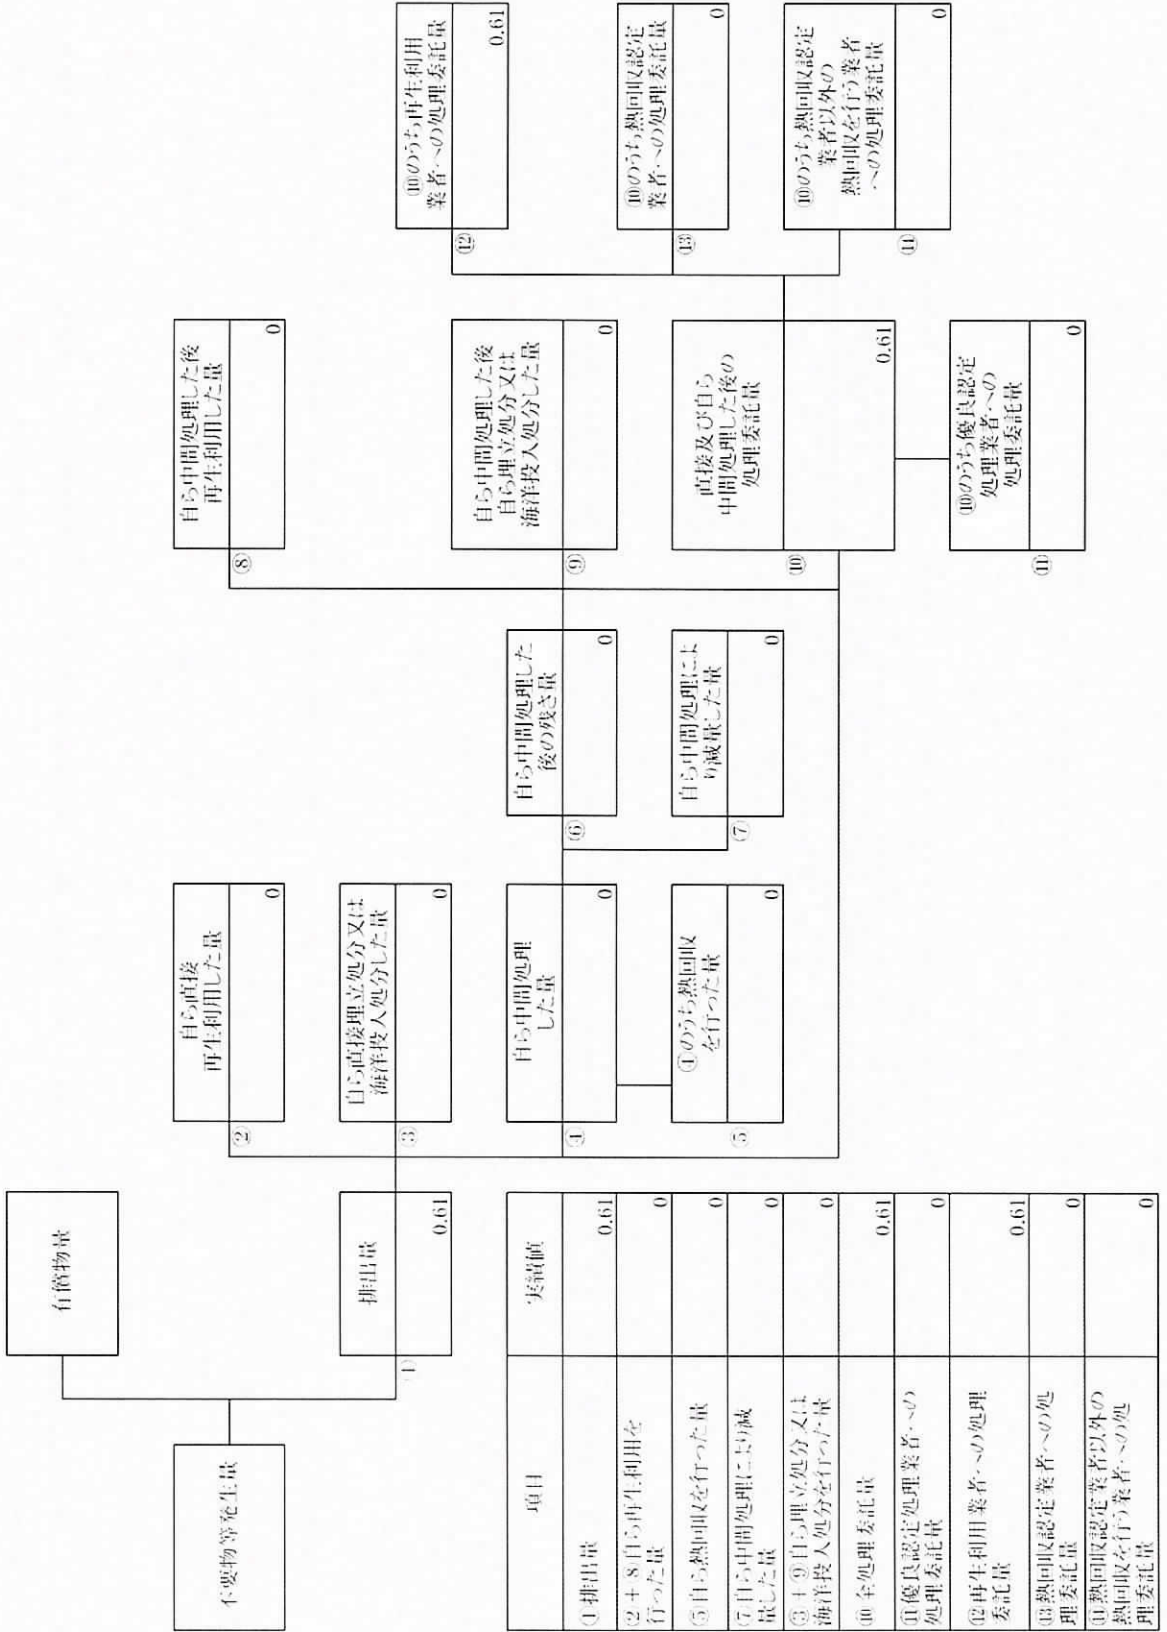 不要物等発生量
有償物量
①
排出量
0.61
②
自ら直接
再生利用した量
0
③
自ら直接埋立処分又は
海洋投入処分した量
0
④
自ら中間処理
した量
0
⑤
④のうち熱回収
を行った量
0
⑥
自ら中間処理した
後の残さ量
0
⑦
自ら中間処理によ
り減量した量
0
⑧
自ら中間処理した後
再生利用した量
0
⑨
自ら中間処理した後
自ら埋立処分又は
海洋投入処分した量
0
⑩
直接及び自ら
中間処理した後の
処理委託量
0.61
⑪
⑩のうち優良認定
処理業者への
処理委託量
0
⑫
⑩のうち再生利用
業者への処理委託量
0.61
⑬
⑩のうち熱回収認定
業者への処理委託量
0
⑭
⑩のうち熱回収認定
業者以外の
熱回収を行う業者
への処理委託量
0
項目
実績値
①排出量
0.61
②+⑧自ら再生利用を
行った量
0
⑤自ら熱回収を行った量
0
⑦自ら中間処理により減
量した量
0
③+⑨自ら埋立処分又は
海洋投入処分を行った量
0
⑩全処理委託量
0.61
⑪優良認定処理業者への
処理委託量
0
⑫再生利用業者への処理
委託量
0.61
⑬熱回収認定業者への処
理委託量
0
⑭熱回収認定業者以外の
熱回収を行う業者への処
理委託量
0